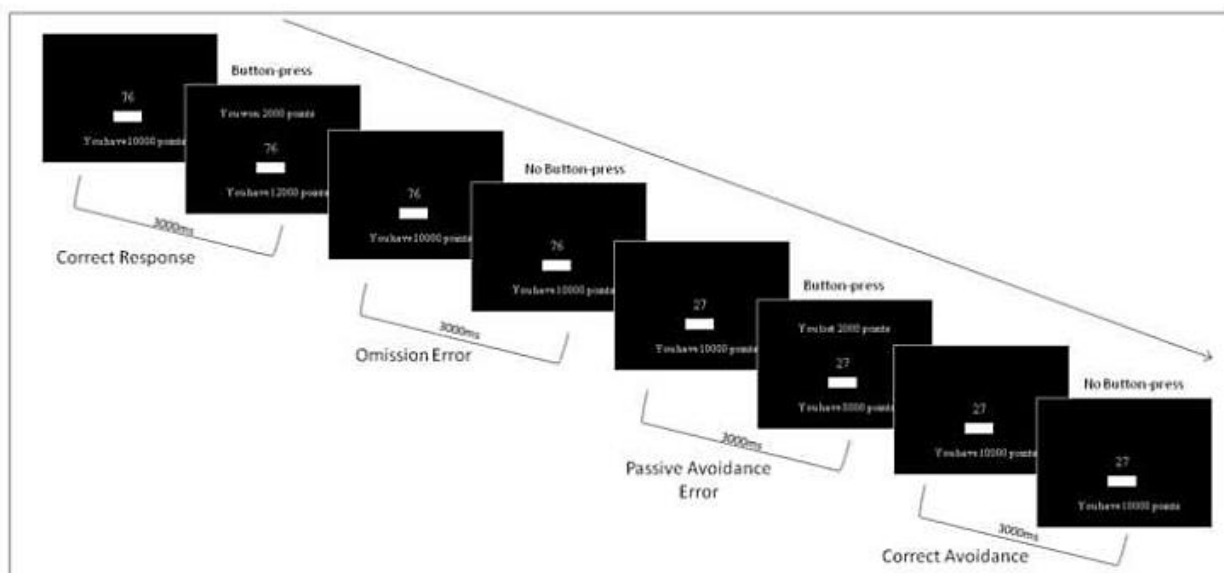 76
You have 10000 points
Button-press
You won 2000 points
76
You have 12000 points
3000ms
Correct Response
76
You have 10000 points
No Button-press
76
You have 10000 points
3000ms
Omission Error
27
You have 10000 points
Button-press
You lost 2000 points
27
You have 8000 points
3000ms
Passive Avoidance
Error
27
You have 10000 points
No Button-press
27
You have 10000 points
3000ms
Correct Avoidance